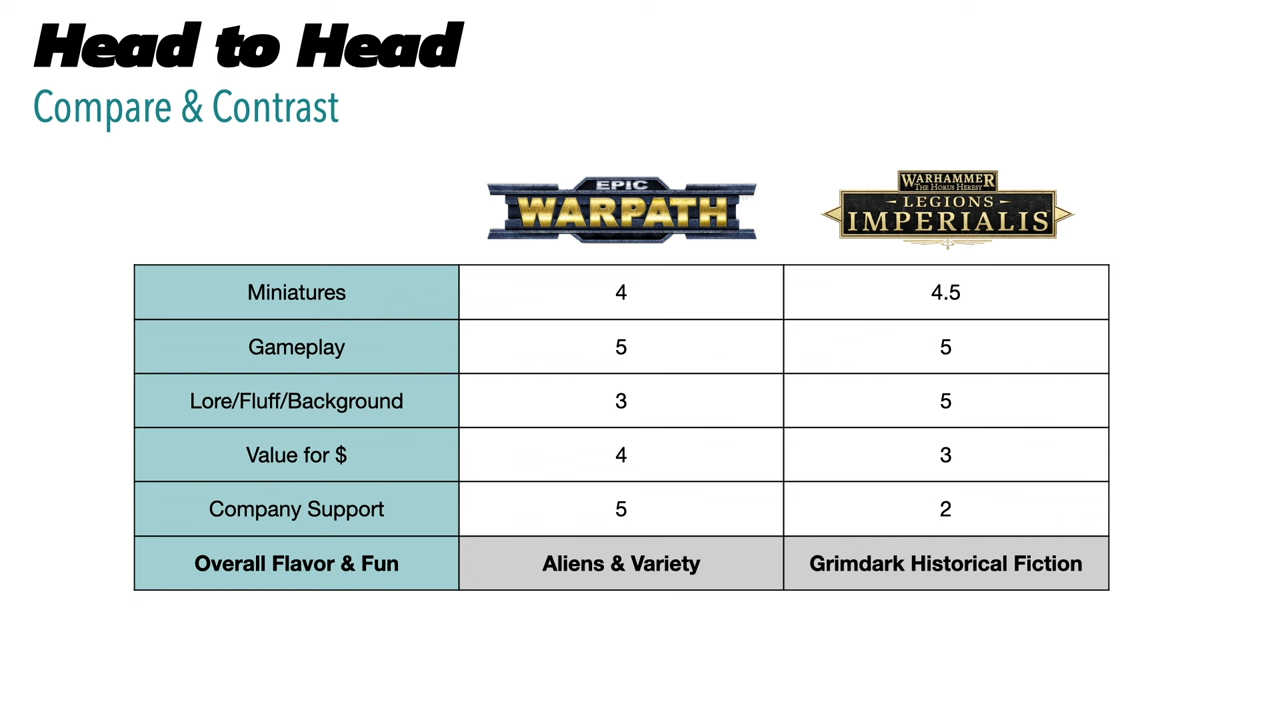 Head to Head
Compare & Contrast
EPIC
WARPATH
WARHAMMER
THE HORUS HERESY
LEGIONS
IMPERIALIS
Miniatures 4 4.5
Gameplay 5 5
Lore/Fluff/Background 3 5
Value for $ 4 3
Company Support 5 2
Overall Flavor & Fun Aliens & Variety Grimdark Historical Fiction